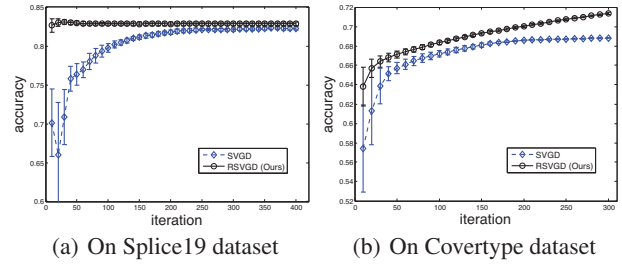 0.85
0.8
0.75
0.7
0.65
0.6
accuracy
0 50 100 150 200 250 300 350 400
iteration
SVGD
RSVGD (Ours)
(a) On Splice19 dataset
0.72
0.7
0.68
0.66
0.64
0.62
0.6
0.58
0.56
0.54
0.52
accuracy
0 50 100 150 200 250 300
iteration
SVGD
RSVGD (Ours)
(b) On Covertype dataset